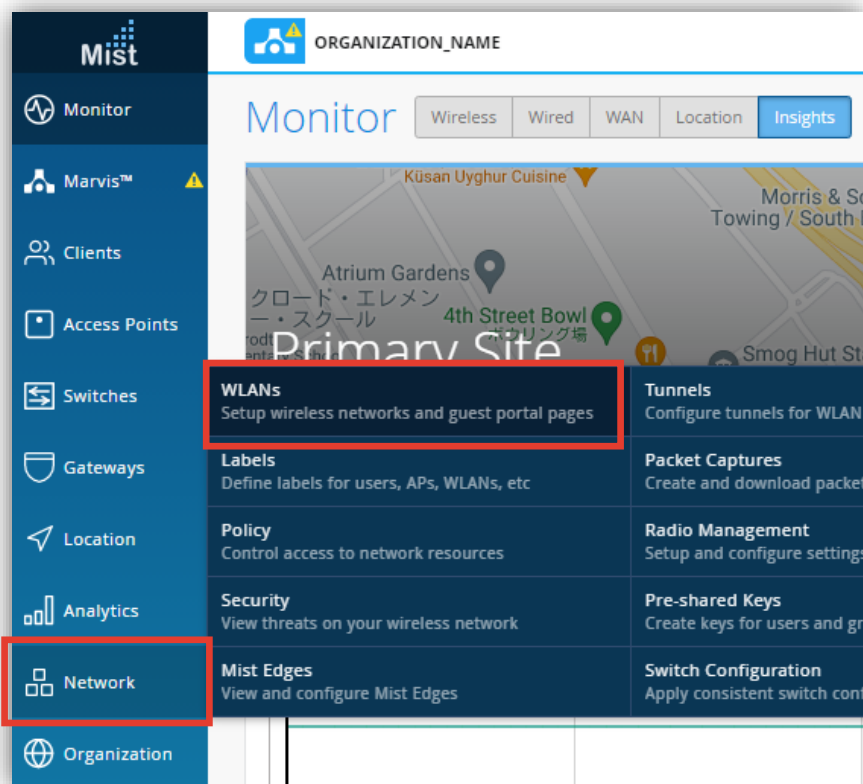 Mist
ORGANIZATION_NAME
Monitor
Marvis™
Clients
Access Points
Switches
Gateways
Location
Analytics
Network
Organization
Monitor
Wireless
Wired
WAN
Location
Insights
Küsan Uyghur Cuisine
Morris &
Towing / South
Atrium Gardens
クロード・エレメン
ー・スクール
4th Street Bowl
ボウリング場
Primary Site
Smog Hut
WLANs
Setup wireless networks and guest portal pages
Labels
Define labels for users, APs, WLANs, etc
Policy
Control access to network resources
Security
View threats on your wireless network
Mist Edges
View and configure Mist Edges
Tunnels
Configure tunnels for WLAN
Packet Captures
Create and download packet
Radio Management
Setup and configure settings
Pre-shared Keys
Create keys for users and gr
Switch Configuration
Apply consistent switch conf